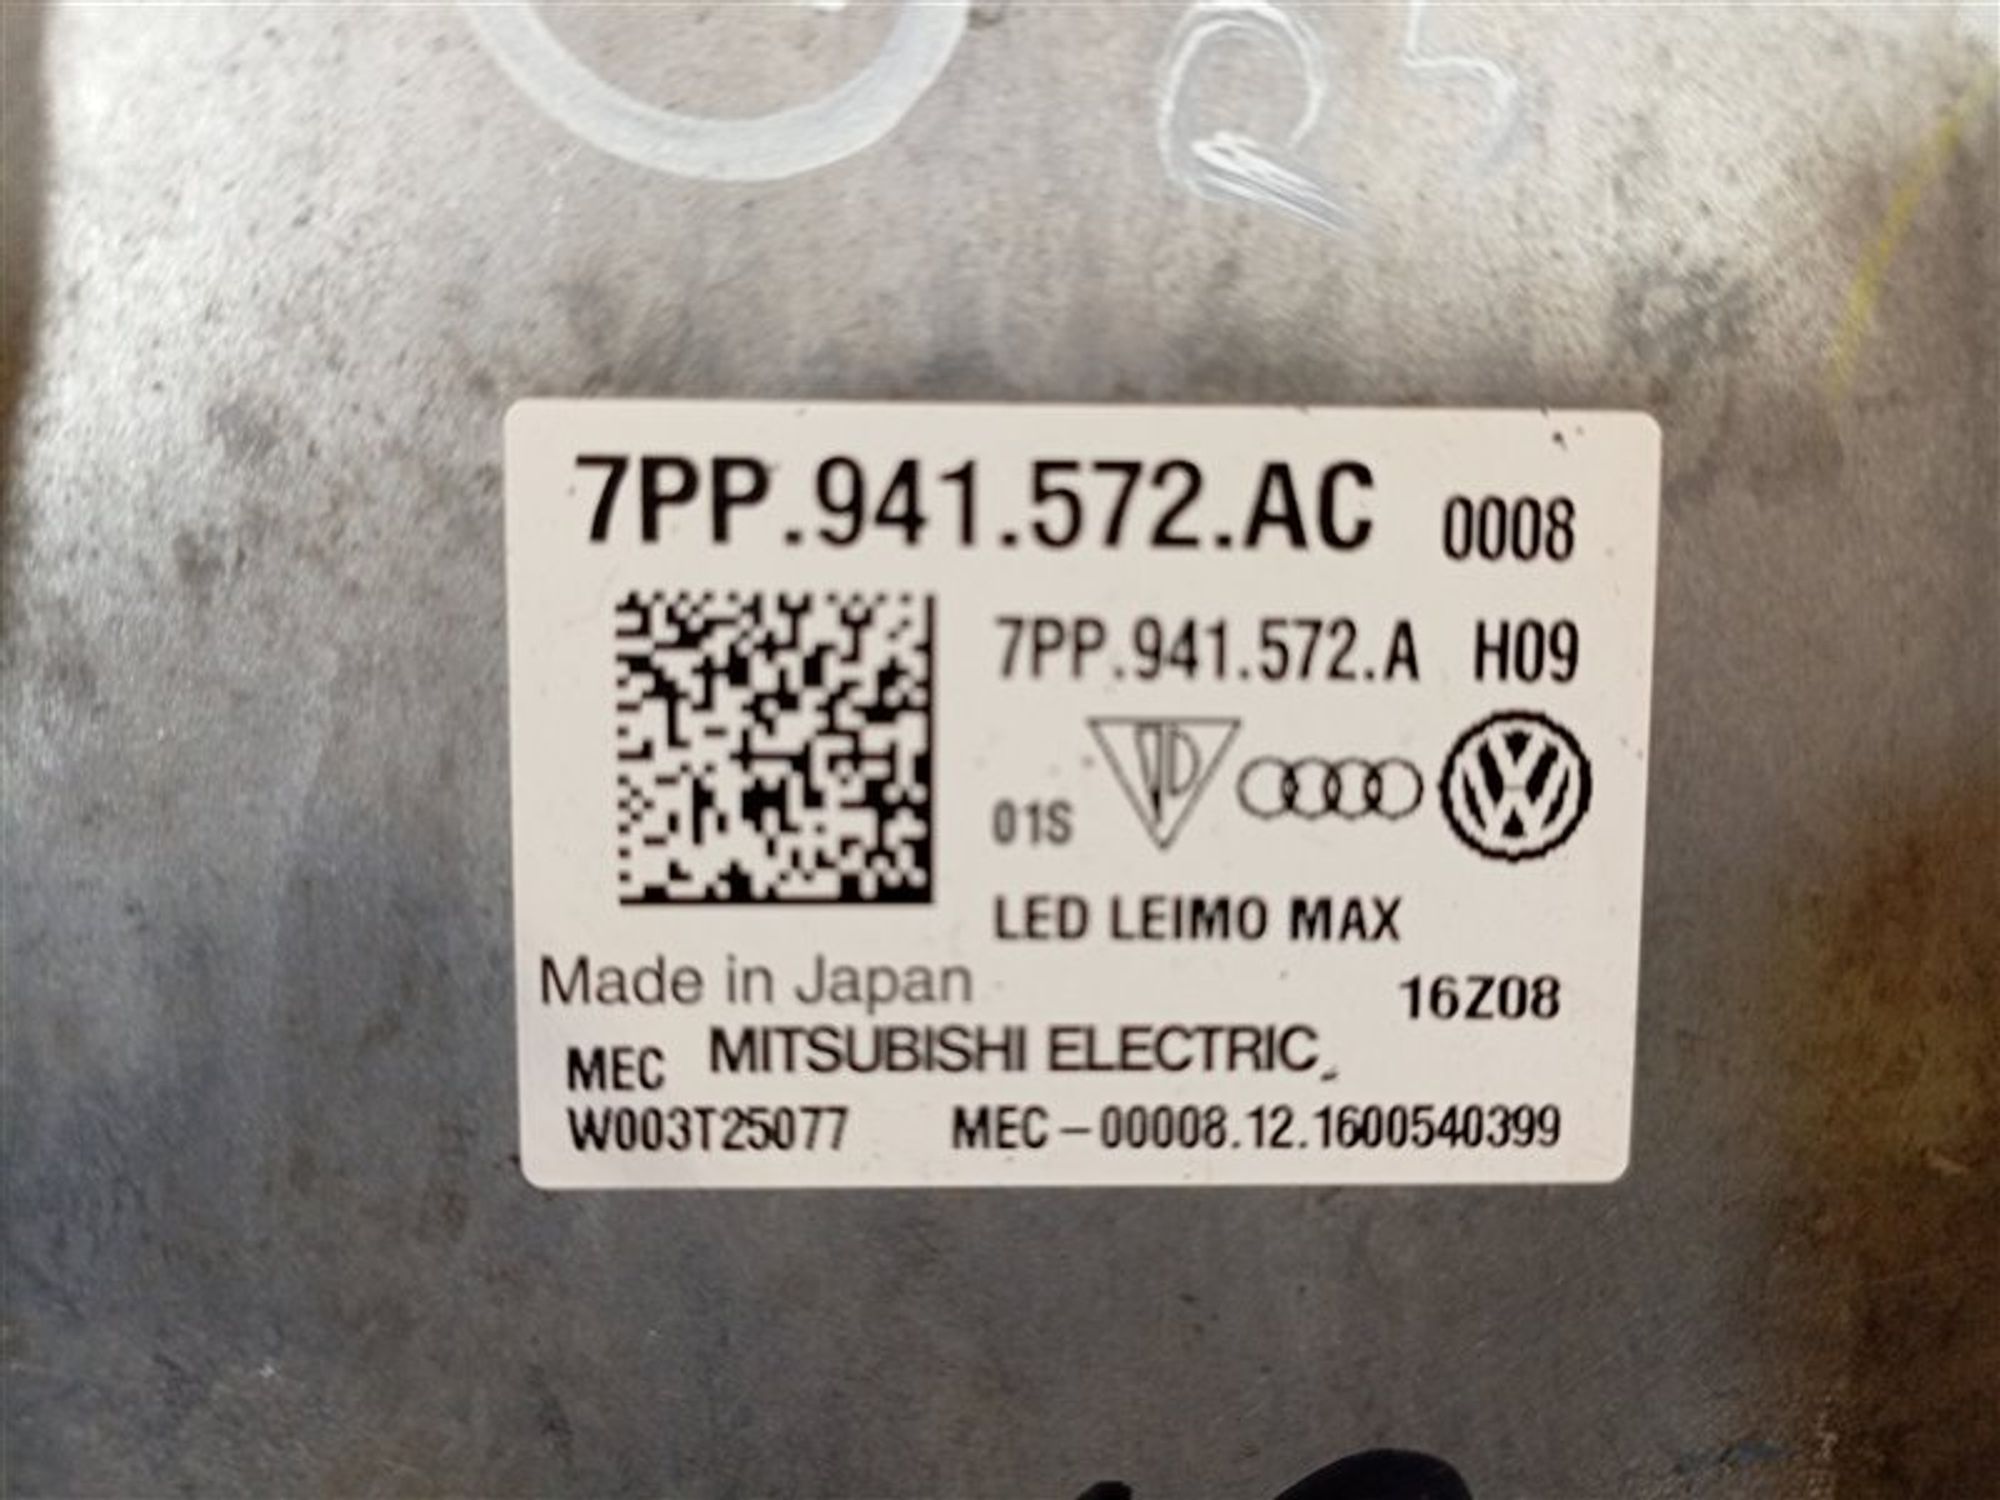 7PP.941.572.AC 0008
7PP.941.572.A H09
01S
LED LEIMO MAX
Made in Japan
16Z08
MEC MITSUBISHI ELECTRIC
W003T25077 MEC-00008.12.1600540399